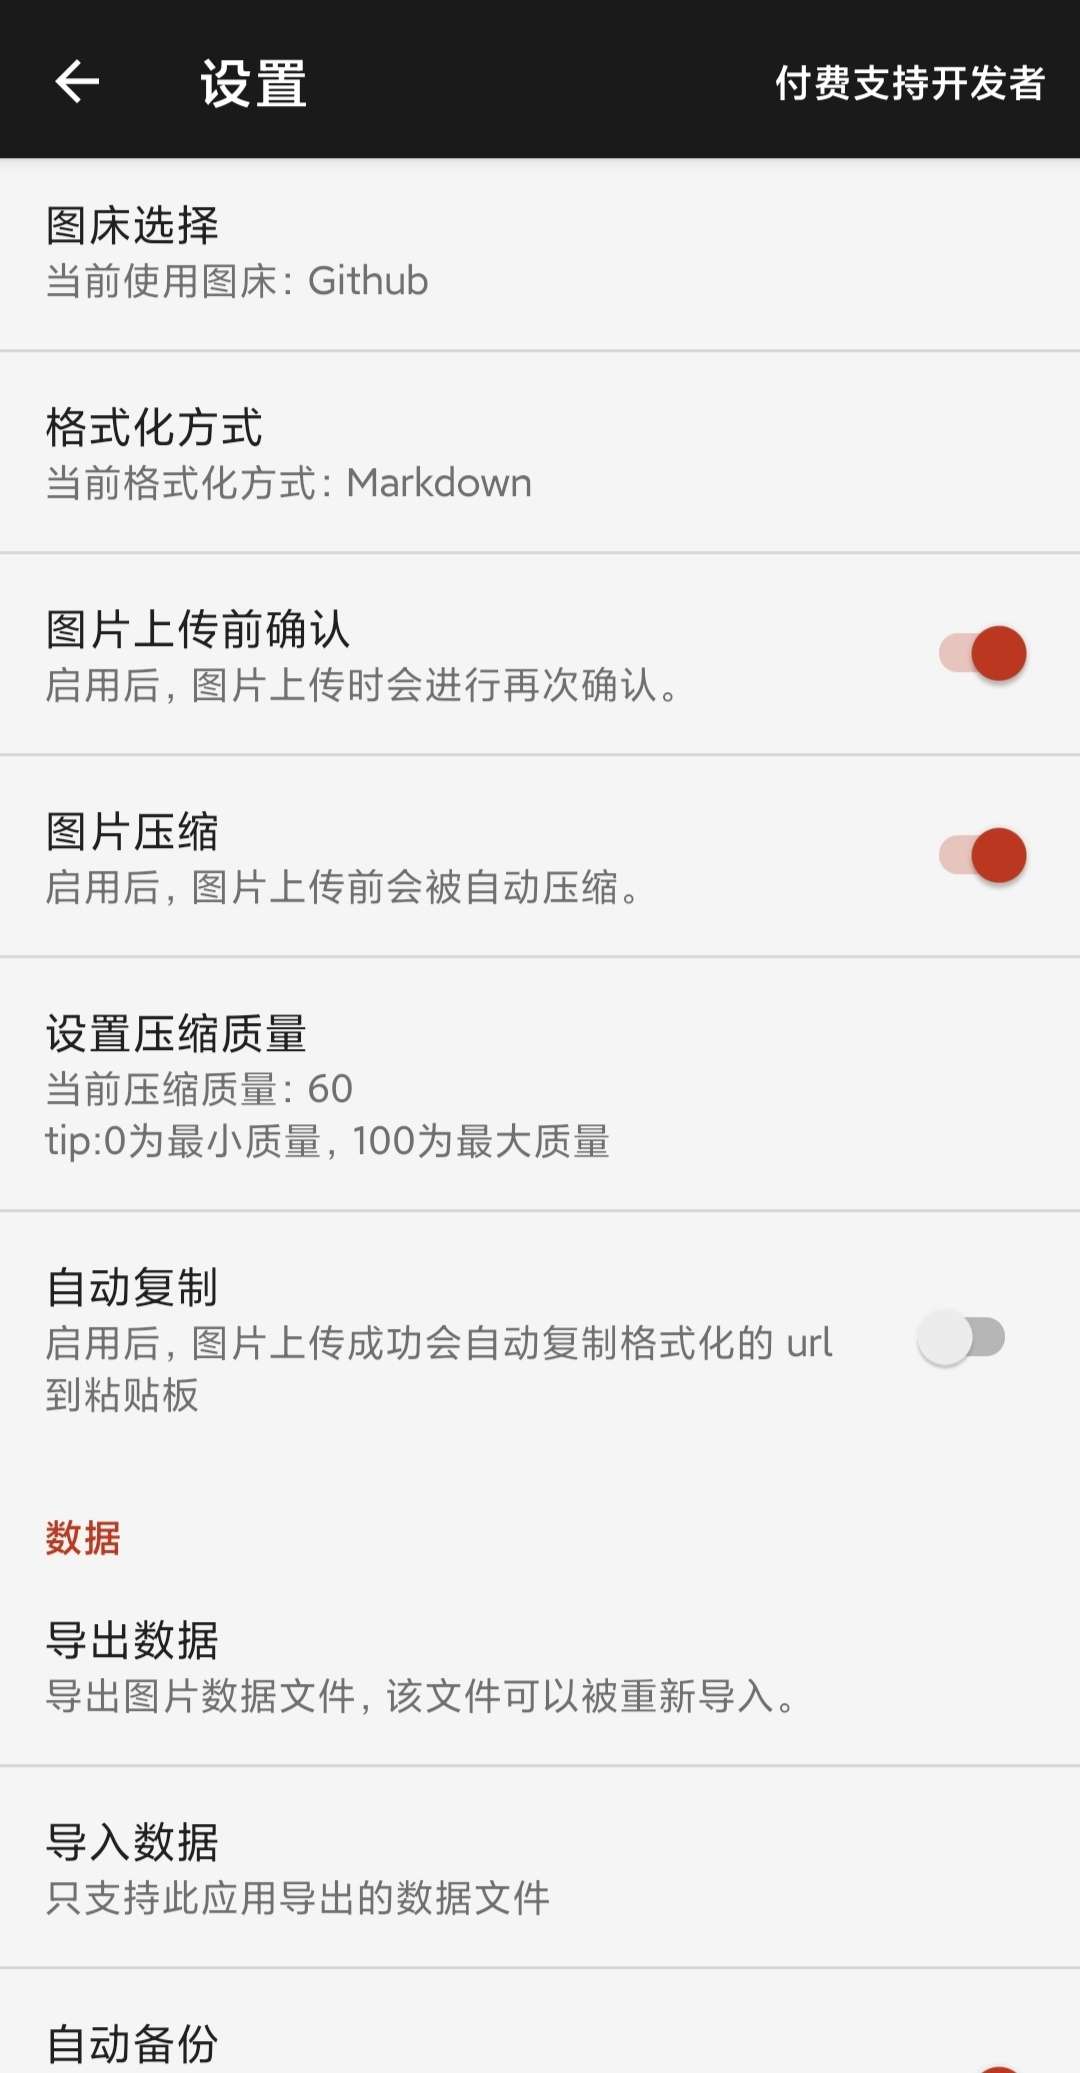 设置
付费支持开发者
图床选择
当前使用图床：Github
格式化方式
当前格式化方式：Markdown
图片上传前确认
启用后，图片上传时会进行再次确认。
图片压缩
启用后，图片上传前会被自动压缩。
设置压缩质量
当前压缩质量：60
tip:0为最小质量，100为最大质量
自动复制
启用后，图片上传成功会自动复制格式化的 url
到粘贴板
数据
导出数据
导出图片数据文件，该文件可以被重新导入。
导入数据
只支持此应用导出的数据文件
自动备份